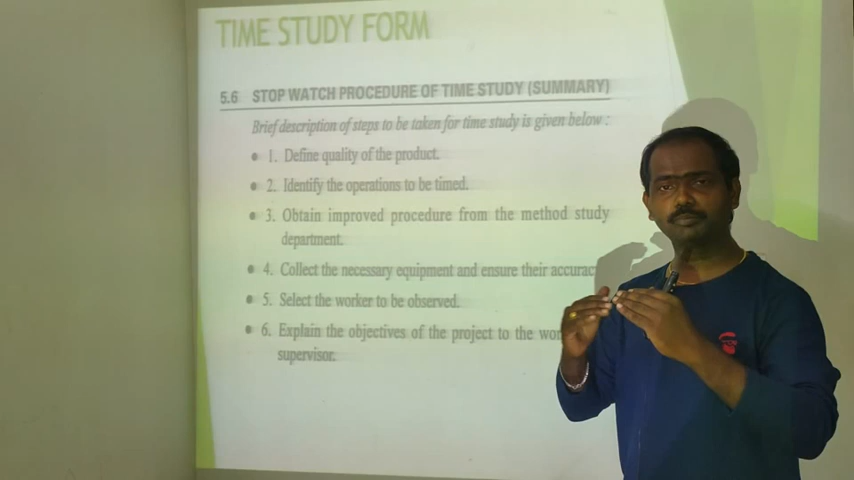 TIME STUDY FORM
5.6 STOP WATCH PROCEDURE OF TIME STUDY (SUMMARY)
Brief description of steps to be taken for time study is given below :
• 1. Define quality of the product.
• 2. Identify the operations to be timed.
• 3. Obtain improved procedure from the method study
department.
• 4. Collect the necessary equipment and ensure their accurac
• 5. Select the worker to be observed.
• 6. Explain the objectives of the project to the wor
supervisor.